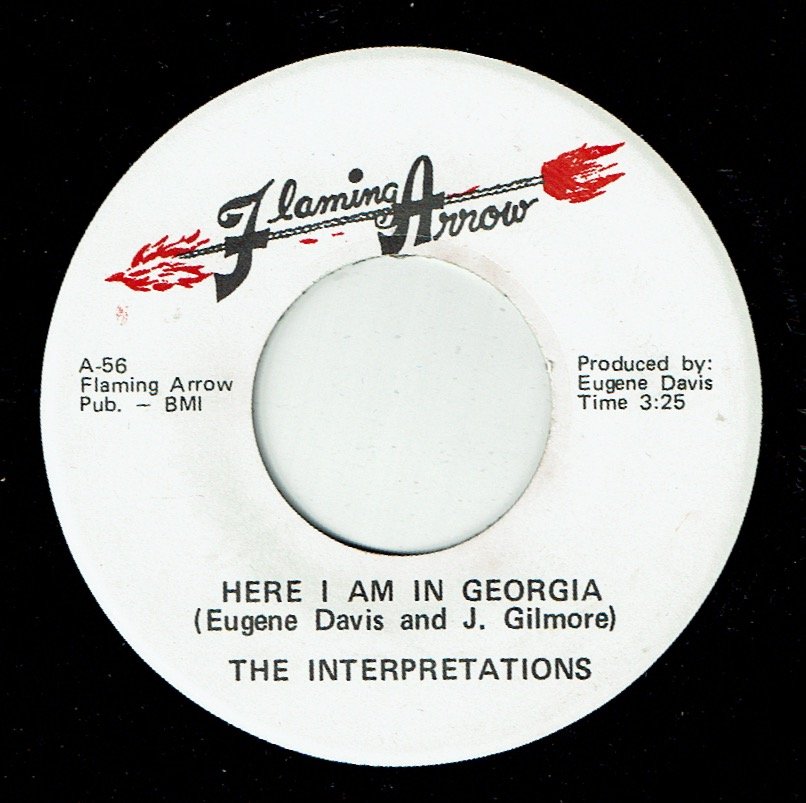 Flaming Arrow
A-56
Flaming Arrow
Pub. - BMI
Produced by:
Eugene Davis
Time 3:25
HERE I AM IN GEORGIA
(Eugene Davis and J. Gilmore)
THE INTERPRETATIONS